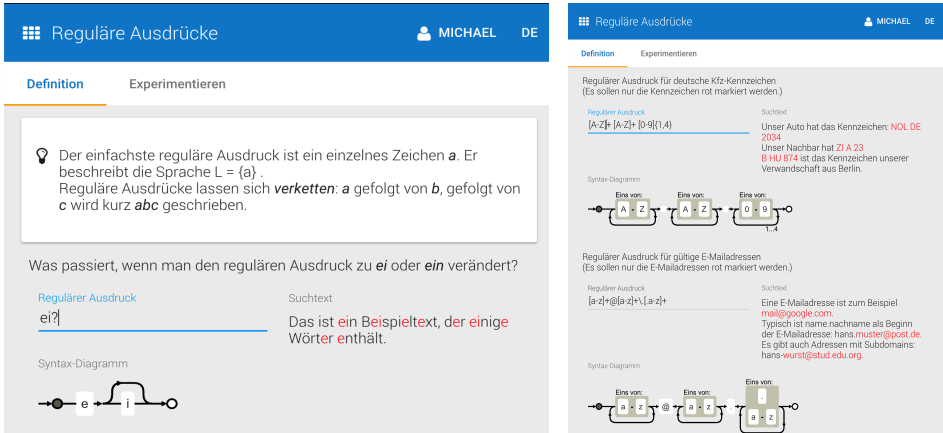 Reguläre Ausdrücke
MICHAEL
DE
Definition
Experimentieren
Der einfachste reguläre Ausdruck ist ein einzelnes Zeichen a. Er
beschreibt die Sprache L = {a} .
Reguläre Ausdrücke lassen sich verketten: a gefolgt von b, gefolgt von
c wird kurz abc geschrieben.
Was passiert, wenn man den regulären Ausdruck zu ei oder ein verändert?
Regulärer Ausdruck
ei?
Suchtext
Das ist ein Beispieltext, der einige
Wörter enthält.
Syntax-Diagramm
e
i
Reguläre Ausdrücke
MICHAEL
DE
Definition
Experimentieren
Regulärer Ausdruck für deutsche Kfz-Kennzeichen
(Es sollen nur die Kennzeichen rot markiert werden.)
Regulärer Ausdruck
[A-Z]+ [A-Z]+ [0-9]{1,4}
Suchtext
Unser Auto hat das Kennzeichen: NOL DE
2034
Unser Nachbar hat ZI A 23
B HU 874 ist das Kennzeichen unserer
Verwandschaft aus Berlin.
Syntax-Diagramm
Eins von:
A - Z
Eins von:
A - Z
Eins von:
0 - 9
1...4
Regulärer Ausdruck für gültige E-Mailadressen
(Es sollen nur die E-Mailadressen rot markiert werden.)
Regulärer Ausdruck
[a-z]+@[a-z]+\.[.a-z]+
Suchtext
Eine E-Mailadresse ist zum Beispiel
mail@google.com.
Typisch ist name.nachname als Beginn
der E-Mailadresse: hans.muster@post.de.
Es gibt auch Adressen mit Subdomains:
hans-wurst@stud.edu.org.
Syntax-Diagramm
Eins von:
a - z
@
Eins von:
a - z
.
Eins von:
.
a - z